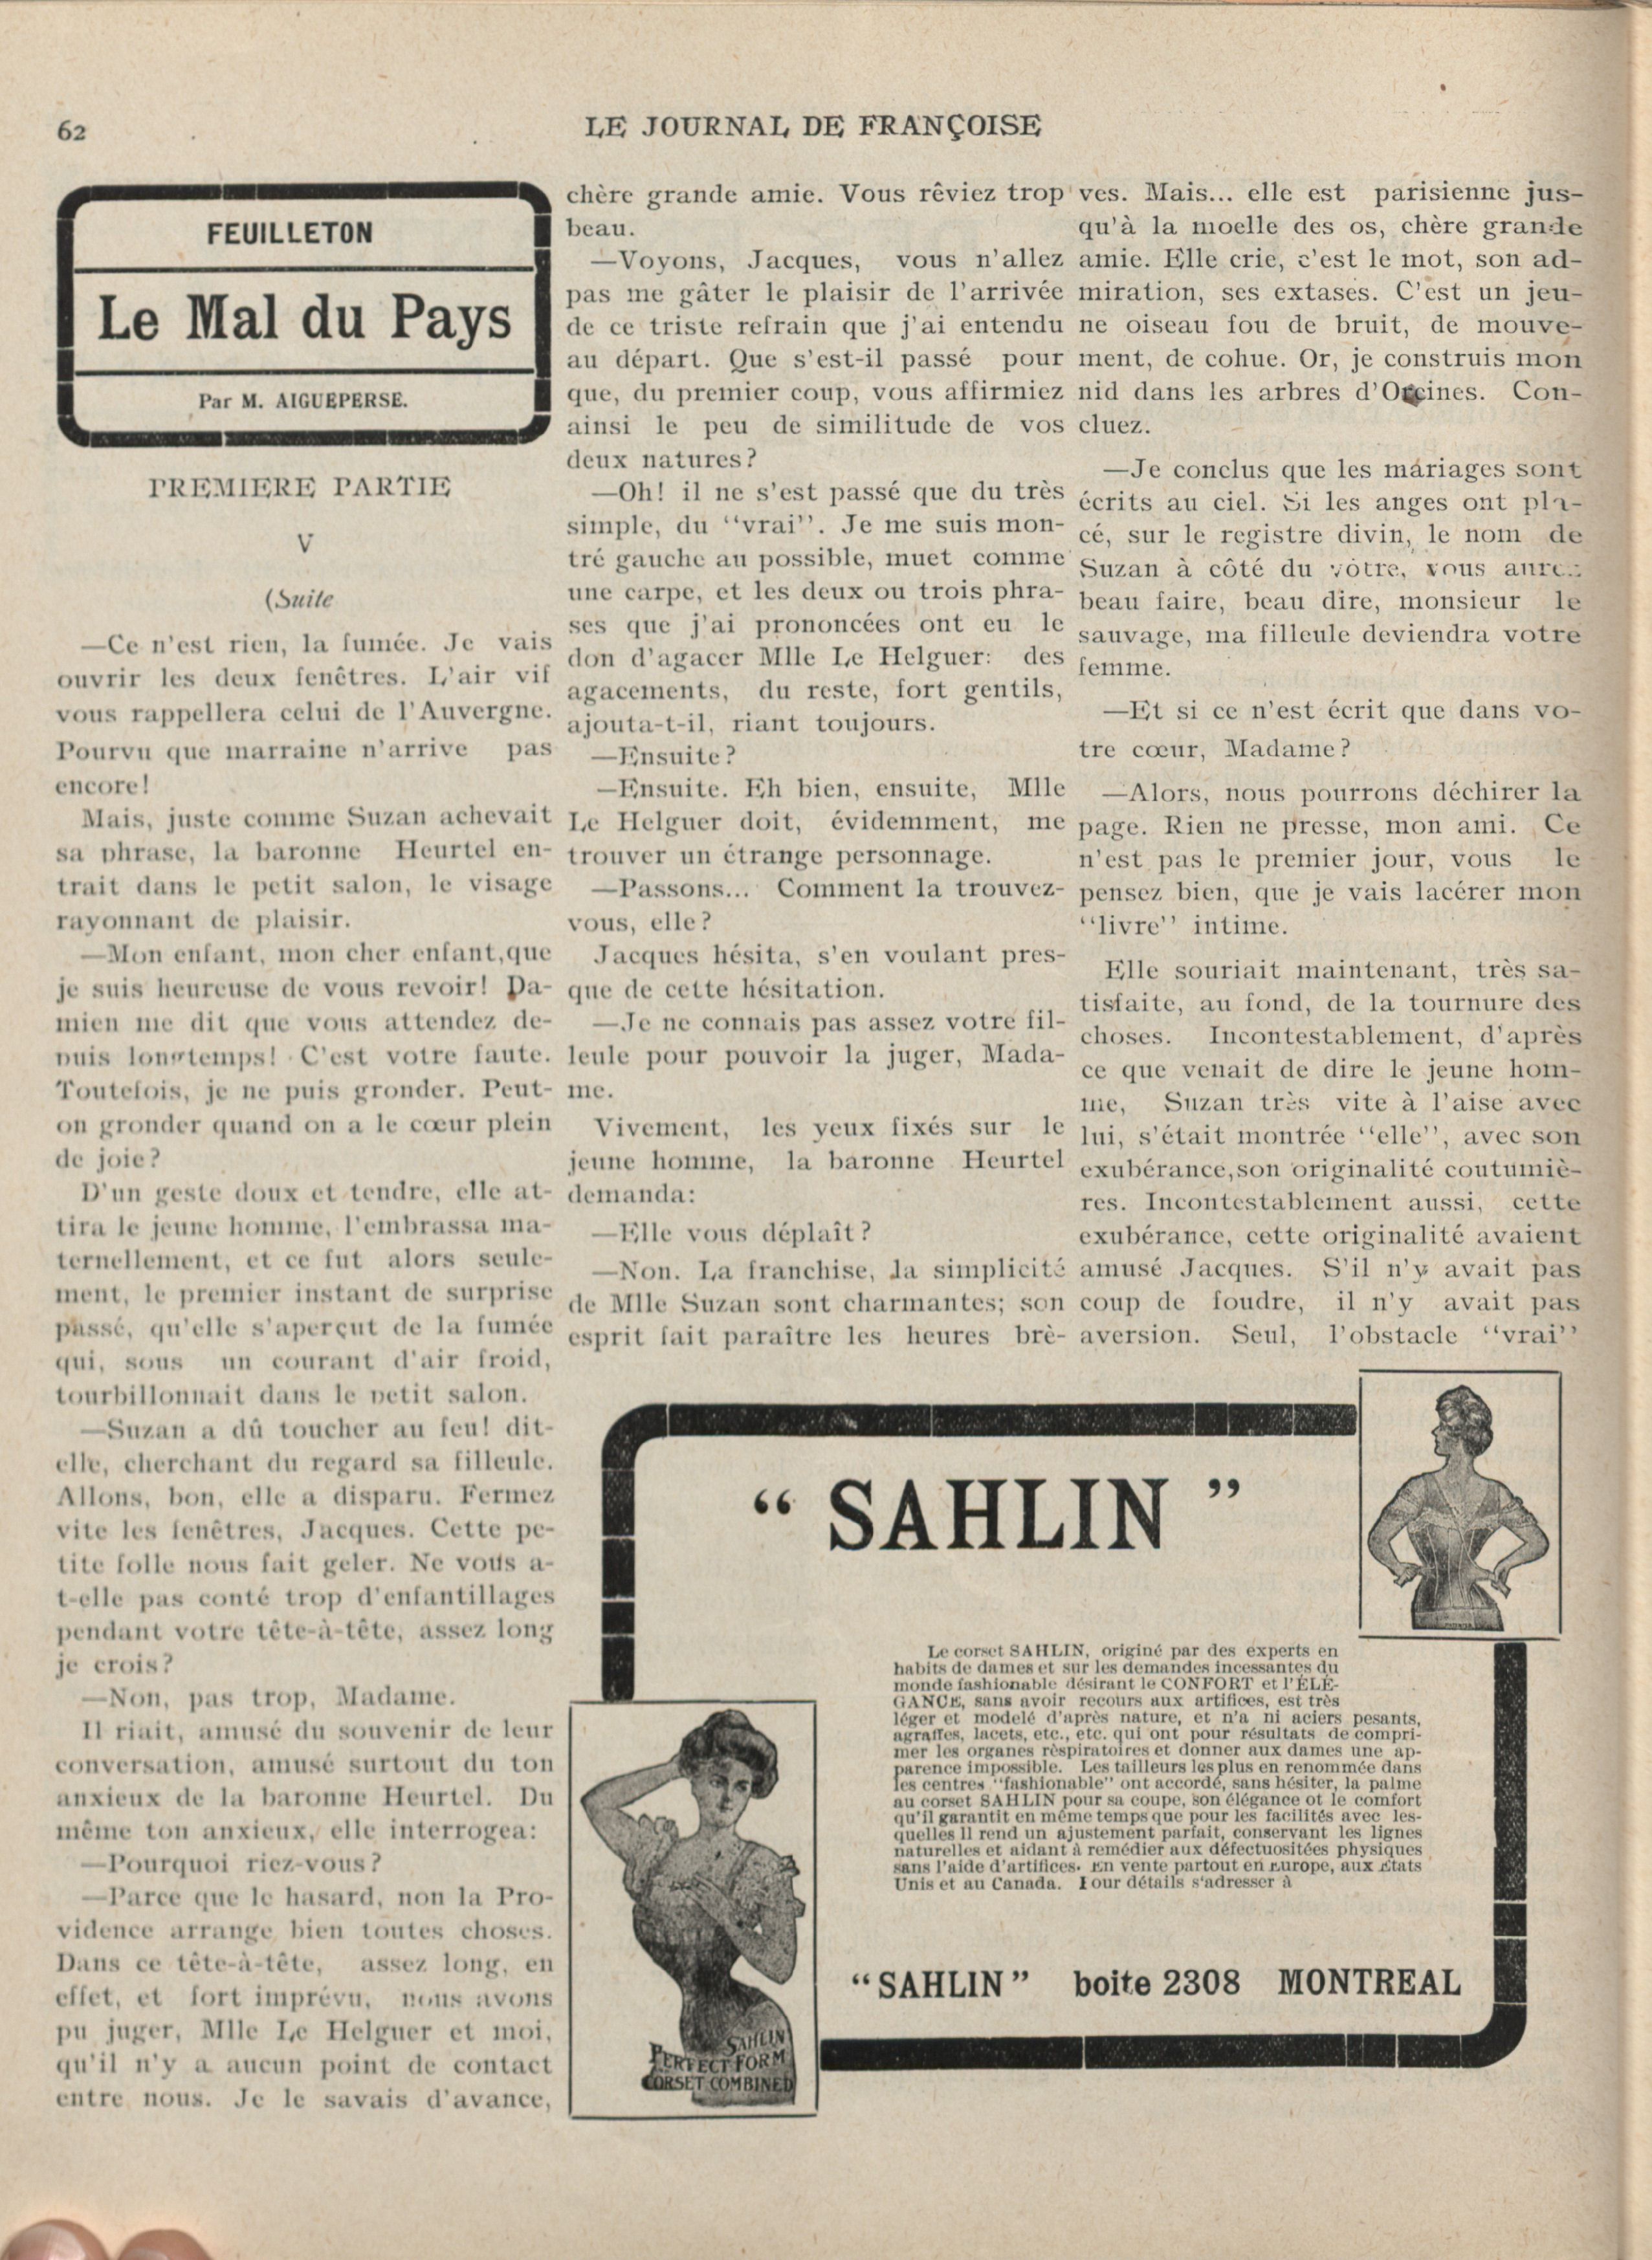 62
LE JOURNAL DE FRANÇOISE
FEUILLETON
Le Mal du Pays
Par M. AIGUEPERSE.
PREMIERE PARTIE
V
(Suite
—Ce n'est rien, la fumée. Je vais
ouvrir les deux fenêtres. L'air vif
vous rappellera celui de l'Auvergne.
Pourvu que marraine n'arrive pas
encore!
Mais, juste comme Suzan achevait
sa phrase, la baronne Heurtel en-
trait dans le petit salon, le visage
rayonnant de plaisir.
—Mon enfant, mon cher enfant,que
je suis heureuse de vous revoir! Da-
mien me dit que vous attendez de-
puis longtemps! C'est votre faute.
Toutefois, je ne puis gronder. Peut-
on gronder quand on a le cœur plein
de joie?
D'un geste doux et tendre, elle at-
tira le jeune homme, l'embrassa ma-
ternellement, et ce fut alors seule-
ment, le premier instant de surprise
passé, qu'elle s'aperçut de la fumée
qui, sous un courant d'air froid,
tourbillonnait dans le petit salon.
—Suzan a dû toucher au feu! dit-
elle, cherchant du regard sa filleule.
Allons, bon, elle a disparu. Fermez
vite les fenêtres, Jacques. Cette pe-
tite folle nous fait geler. Ne vous a-
t-elle pas conté trop d'enfantillages
pendant votre tête-à-tête, assez long
je crois?
—Non, pas trop, Madame.
Il riait, amusé du souvenir de leur
conversation, amusé surtout du ton
anxieux de la baronne Heurtel. Du
même ton anxieux, elle interrogea:
—Pourquoi riez-vous?
—Parce que le hasard, non la Pro-
vidence arrange bien toutes choses.
Dans ce tête-à-tête, assez long, en
effet, et fort imprévu, nous avons
pu juger, Mlle Le Helguer et moi,
qu'il n'y a aucun point de contact
entre nous. Je le savais d'avance,
chère grande amie. Vous rêviez trop
beau.
—Voyons, Jacques, vous n'allez
pas me gâter le plaisir de l'arrivée
de ce triste refrain que j'ai entendu
au départ. Que s'est-il passé pour
que, du premier coup, vous affirmiez
ainsi le peu de similitude de vos
deux natures?
—Oh! il ne s'est passé que du très
simple, du "vrai". Je me suis mon-
tré gauche au possible, muet comme
une carpe, et les deux ou trois phra-
ses que j'ai prononcées ont eu le
don d'agacer Mlle Le Helguer: des
agacements, du reste, fort gentils,
ajouta-t-il, riant toujours.
—Ensuite?
—Ensuite. Eh bien, ensuite, Mlle
Le Helguer doit, évidemment, me
trouver un étrange personnage.
—Passons... Comment la trouvez-
vous, elle?
Jacques hésita, s'en voulant pres-
que de cette hésitation.
—Je ne connais pas assez votre fil-
leule pour pouvoir la juger, Mada-
me.
Vivement, les yeux fixés sur le
jeune homme, la baronne Heurtel
demanda:
—Elle vous déplaît?
—Non. La franchise, la simplicité
de Mlle Suzan sont charmantes; son
esprit fait paraître les heures brè-
ves. Mais... elle est parisienne jus-
qu'à la moelle des os, chère grande
amie. Elle crie, c'est le mot, son ad-
miration, ses extases. C'est un jeu-
ne oiseau fou de bruit, de mouve-
ment, de cohue. Or, je construis mon
nid dans les arbres d'Orcines. Con-
cluez.
—Je conclus que les mariages sont
écrits au ciel. Si les anges ont pla-
cé, sur le registre divin, le nom de
Suzan à côté du vôtre, vous aurez
beau faire, beau dire, monsieur le
sauvage, ma filleule deviendra votre
femme.
—Et si ce n'est écrit que dans vo-
tre cœur, Madame?
—Alors, nous pourrons déchirer la
page. Rien ne presse, mon ami. Ce
n'est pas le premier jour, vous le
pensez bien, que je vais lacérer mon
"livre" intime.
Elle souriait maintenant, très sa-
tisfaite, au fond, de la tournure des
choses. Incontestablement, d'après
ce que venait de dire le jeune hom-
me, Suzan très vite à l'aise avec
lui, s'était montrée "elle", avec son
exubérance,son originalité coutumiè-
res. Incontestablement aussi, cette
exubérance, cette originalité avaient
amusé Jacques. S'il n'y avait pas
coup de foudre, il n'y avait pas
aversion. Seul, l'obstacle "vrai"
" SAHLIN "
Le corset SAHLIN, originé par des experts en
habits de dames et sur les demandes incessantes du
monde fashionable désirant le CONFORT et l'ÉLÉ-
GANCE, sans avoir recours aux artifices, est très
léger et modelé d'après nature, et n'a ni aciers pesants,
agraffes, lacets, etc., etc. qui ont pour résultats de compri-
mer les organes rèspiratoires et donner aux dames une ap-
parence impossible. Les tailleurs les plus en renommée dans
les centres "fashionable" ont accordé, sans hésiter, la palme
au corset SAHLIN pour sa coupe, son élégance ot le comfort
qu'il garantit en même temps que pour les facilités avec les-
quelles il rend un ajustement parfait, conservant les lignes
naturelles et aidant à remédier aux défectuositées physiques
sans l'aide d'artifices. En vente partout en Europe, aux Etats
Unis et au Canada. Pour détails s'adresser à
"SAHLIN" boite 2308 MONTREAL
SAHLIN
PERFECT FORM
CORSET COMBINED